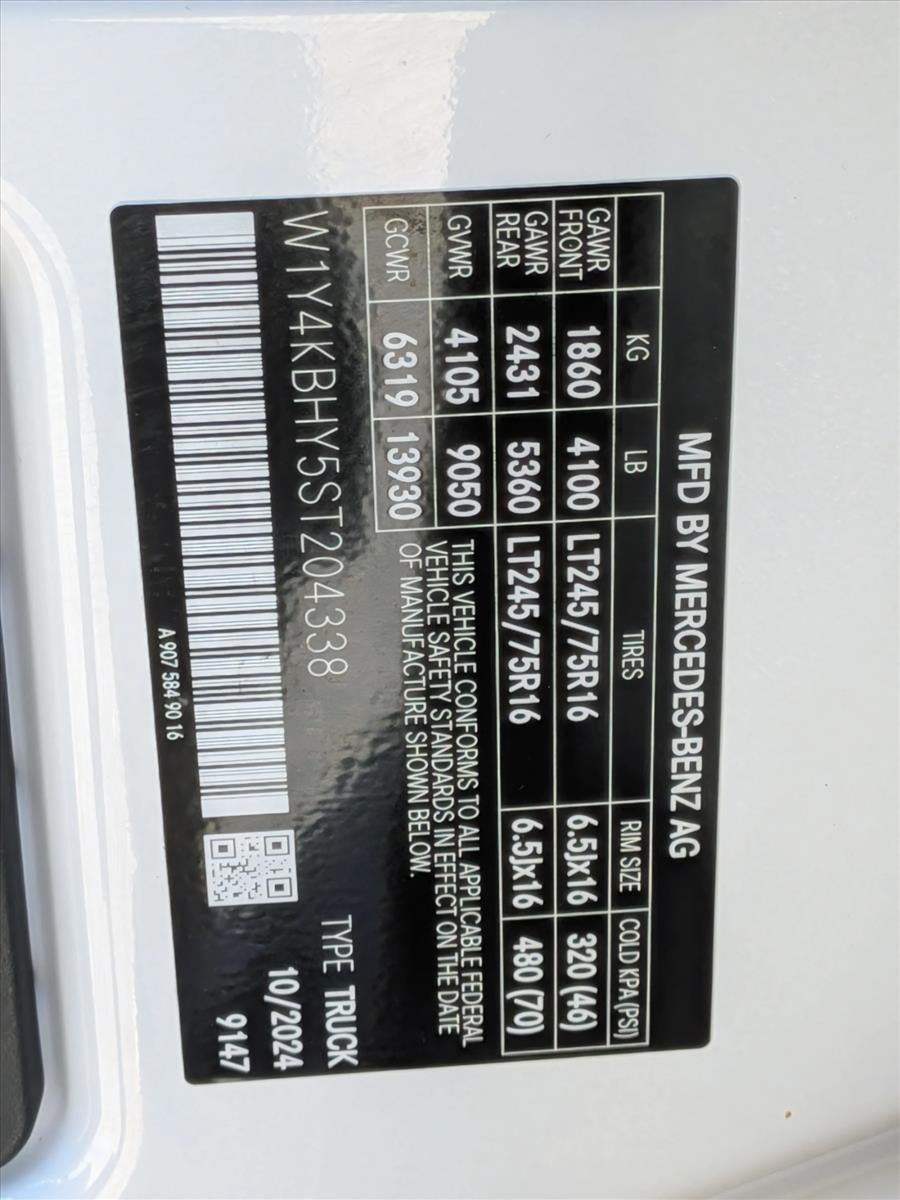 MFD BY MERCEDES-BENZ AG
KG LB TIRES RIM SIZE COLD KPA (PSI)
GAWR FRONT 1860 4100 LT245/75R16 6.5Jx16 320 (46)
GAWR REAR 2431 5360 LT245/75R16 6.5Jx16 480 (70)
GVWR 4105 9050
GCWR 6319 13930
THIS VEHICLE CONFORMS TO ALL APPLICABLE FEDERAL
VEHICLE SAFETY STANDARDS IN EFFECT ON THE DATE
OF MANUFACTURE SHOWN BELOW.
W1Y4KBHY5ST204338
TYPE TRUCK
10/2024
9147
A 907 584 90 16